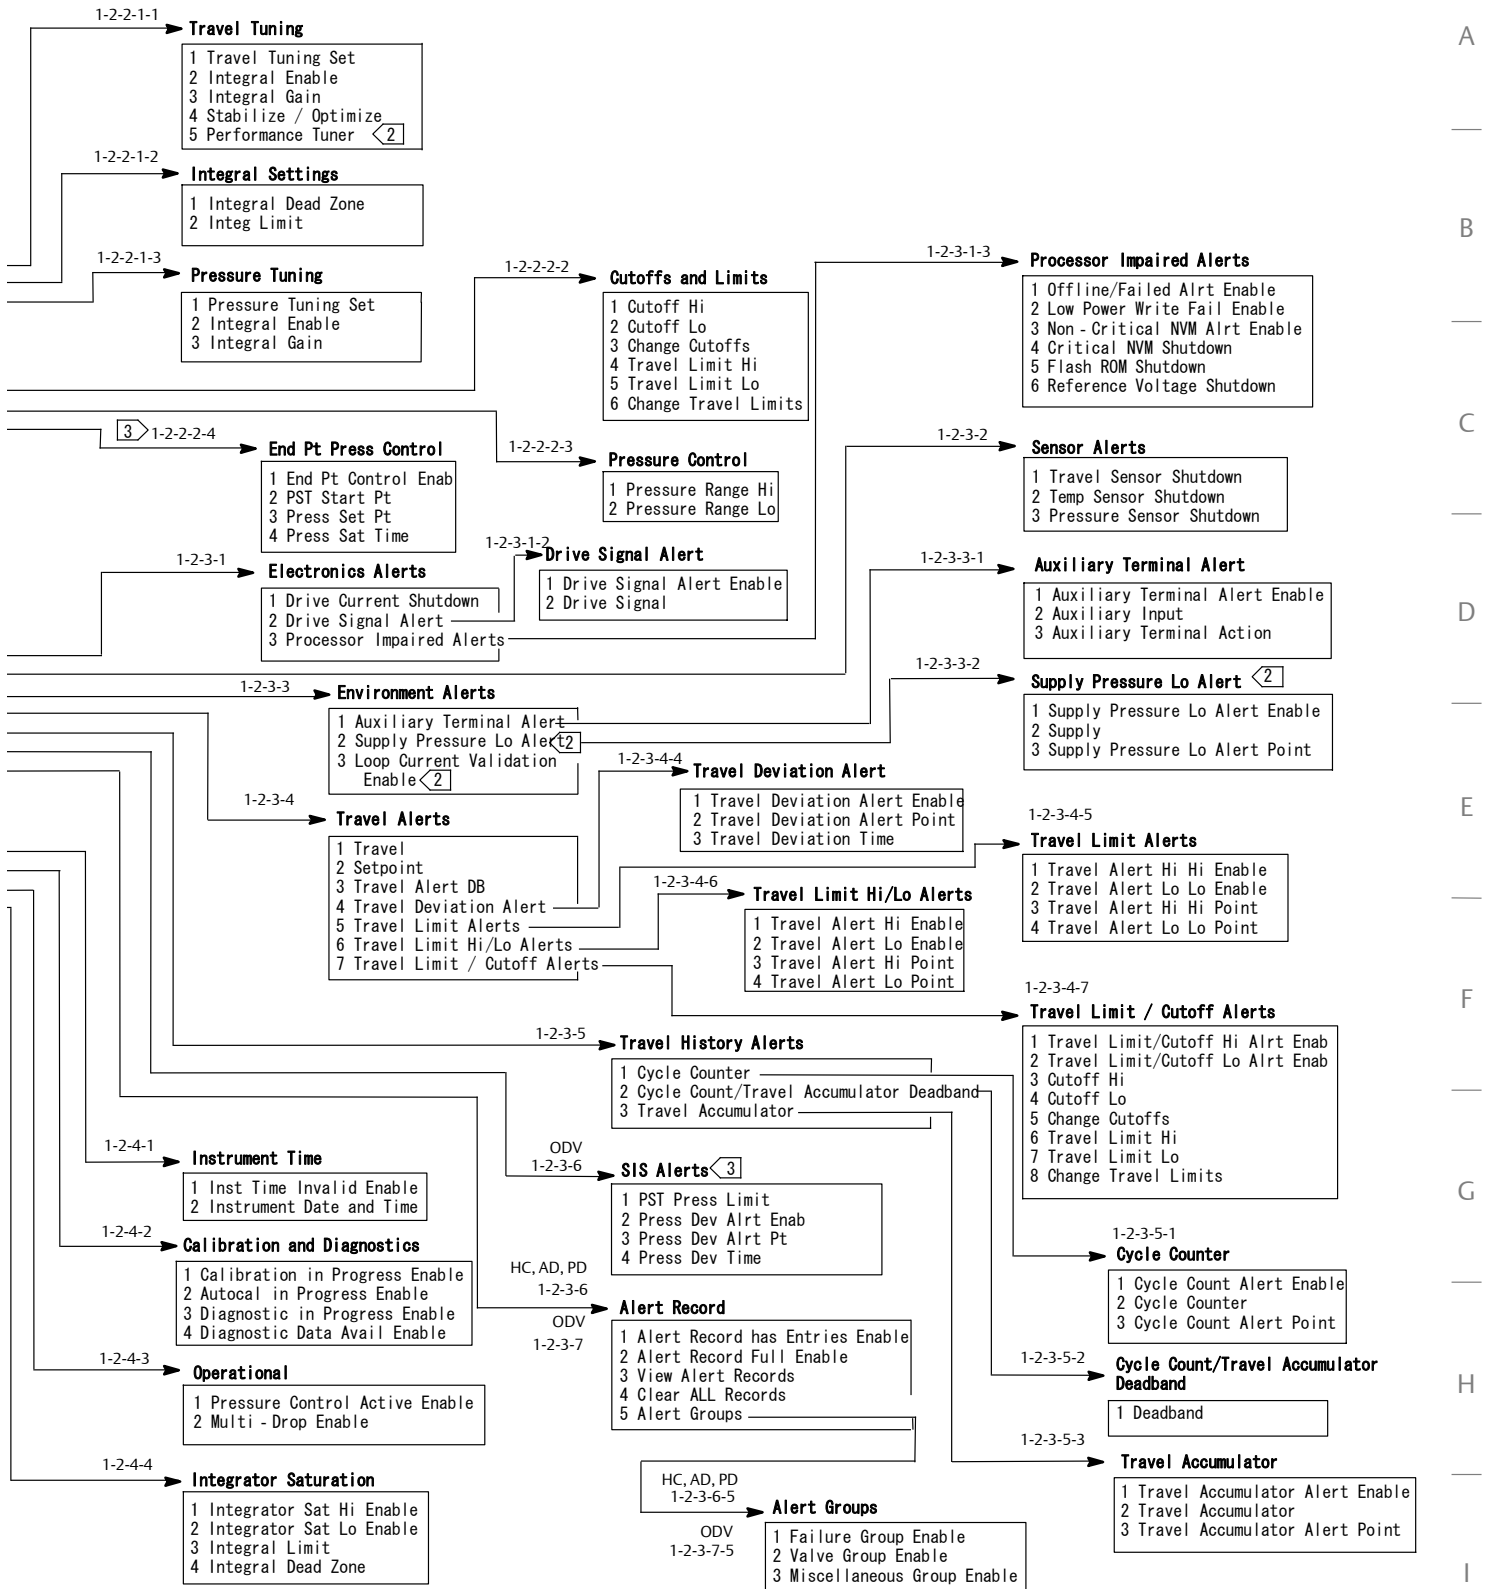 1-2-2-1-1
Travel Tuning
1 Travel Tuning Set
2 Integral Enable
3 Integral Gain
4 Stabilize / Optimize
5 Performance Tuner 2
A
1-2-2-1-2
Integral Settings
1 Integral Dead Zone
2 Integ Limit
B
1-2-2-1-3
Pressure Tuning
1 Pressure Tuning Set
2 Integral Enable
3 Integral Gain
1-2-2-2-2
Cutoffs and Limits
1 Cutoff Hi
2 Cutoff Lo
3 Change Cutoffs
4 Travel Limit Hi
5 Travel Limit Lo
6 Change Travel Limits
1-2-3-1-3
Processor Impaired Alerts
1 Offline/Failed Alrt Enable
2 Low Power Write Fail Enable
3 Non-Critical NVM Alrt Enable
4 Critical NVM Shutdown
5 Flash ROM Shutdown
6 Reference Voltage Shutdown
C
3 1-2-2-2-4
End Pt Press Control
1 End Pt Control Enab
2 PST Start Pt
3 Press Set Pt
4 Press Sat Time
1-2-2-2-3
Pressure Control
1 Pressure Range Hi
2 Pressure Range Lo
1-2-3-2
Sensor Alerts
1 Travel Sensor Shutdown
2 Temp Sensor Shutdown
3 Pressure Sensor Shutdown
1-2-3-1
Electronics Alerts
1 Drive Current Shutdown
2 Drive Signal Alert
3 Processor Impaired Alerts
1-2-3-1-2
Drive Signal Alert
1 Drive Signal Alert Enable
2 Drive Signal
1-2-3-3-1
Auxiliary Terminal Alert
1 Auxiliary Terminal Alert Enable
2 Auxiliary Input
3 Auxiliary Terminal Action
D
1-2-3-3
Environment Alerts
1 Auxiliary Terminal Alert
2 Supply Pressure Lo Alert 2
3 Loop Current Validation
Enable 2
1-2-3-3-2
Supply Pressure Lo Alert 2
1 Supply Pressure Lo Alert Enable
2 Supply
3 Supply Pressure Lo Alert Point
1-2-3-4
Travel Alerts
1 Travel
2 Setpoint
3 Travel Alert DB
4 Travel Deviation Alert
5 Travel Limit Alerts
6 Travel Limit Hi/Lo Alerts
7 Travel Limit / Cutoff Alerts
1-2-3-4-4
Travel Deviation Alert
1 Travel Deviation Alert Enable
2 Travel Deviation Alert Point
3 Travel Deviation Time
E
1-2-3-4-5
Travel Limit Alerts
1 Travel Alert Hi Hi Enable
2 Travel Alert Lo Lo Enable
3 Travel Alert Hi Hi Point
4 Travel Alert Lo Lo Point
1-2-3-4-6
Travel Limit Hi/Lo Alerts
1 Travel Alert Hi Enable
2 Travel Alert Lo Enable
3 Travel Alert Hi Point
4 Travel Alert Lo Point
1-2-3-4-7
Travel Limit / Cutoff Alerts
1 Travel Limit/Cutoff Hi Alrt Enab
2 Travel Limit/Cutoff Lo Alrt Enab
3 Cutoff Hi
4 Cutoff Lo
5 Change Cutoffs
6 Travel Limit Hi
7 Travel Limit Lo
8 Change Travel Limits
F
1-2-3-5
Travel History Alerts
1 Cycle Counter
2 Cycle Count/Travel Accumulator Deadband
3 Travel Accumulator
1-2-4-1
Instrument Time
1 Inst Time Invalid Enable
2 Instrument Date and Time
ODV
1-2-3-6
SIS Alerts 3
1 PST Press Limit
2 Press Dev Alrt Enab
3 Press Dev Alrt Pt
4 Press Dev Time
G
1-2-4-2
Calibration and Diagnostics
1 Calibration in Progress Enable
2 Autocal in Progress Enable
3 Diagnostic in Progress Enable
4 Diagnostic Data Avail Enable
HC, AD, PD
1-2-3-6
ODV
1-2-3-7
Alert Record
1 Alert Record has Entries Enable
2 Alert Record Full Enable
3 View Alert Records
4 Clear ALL Records
5 Alert Groups
1-2-3-5-1
Cycle Counter
1 Cycle Count Alert Enable
2 Cycle Counter
3 Cycle Count Alert Point
1-2-4-3
Operational
1 Pressure Control Active Enable
2 Multi-Drop Enable
1-2-3-5-2
Cycle Count/Travel Accumulator
Deadband
1 Deadband
H
1-2-4-4
Integrator Saturation
1 Integrator Sat Hi Enable
2 Integrator Sat Lo Enable
3 Integral Limit
4 Integral Dead Zone
HC, AD, PD
1-2-3-6-5
ODV
1-2-3-7-5
Alert Groups
1 Failure Group Enable
2 Valve Group Enable
3 Miscellaneous Group Enable
1-2-3-5-3
Travel Accumulator
1 Travel Accumulator Alert Enable
2 Travel Accumulator
3 Travel Accumulator Alert Point
I